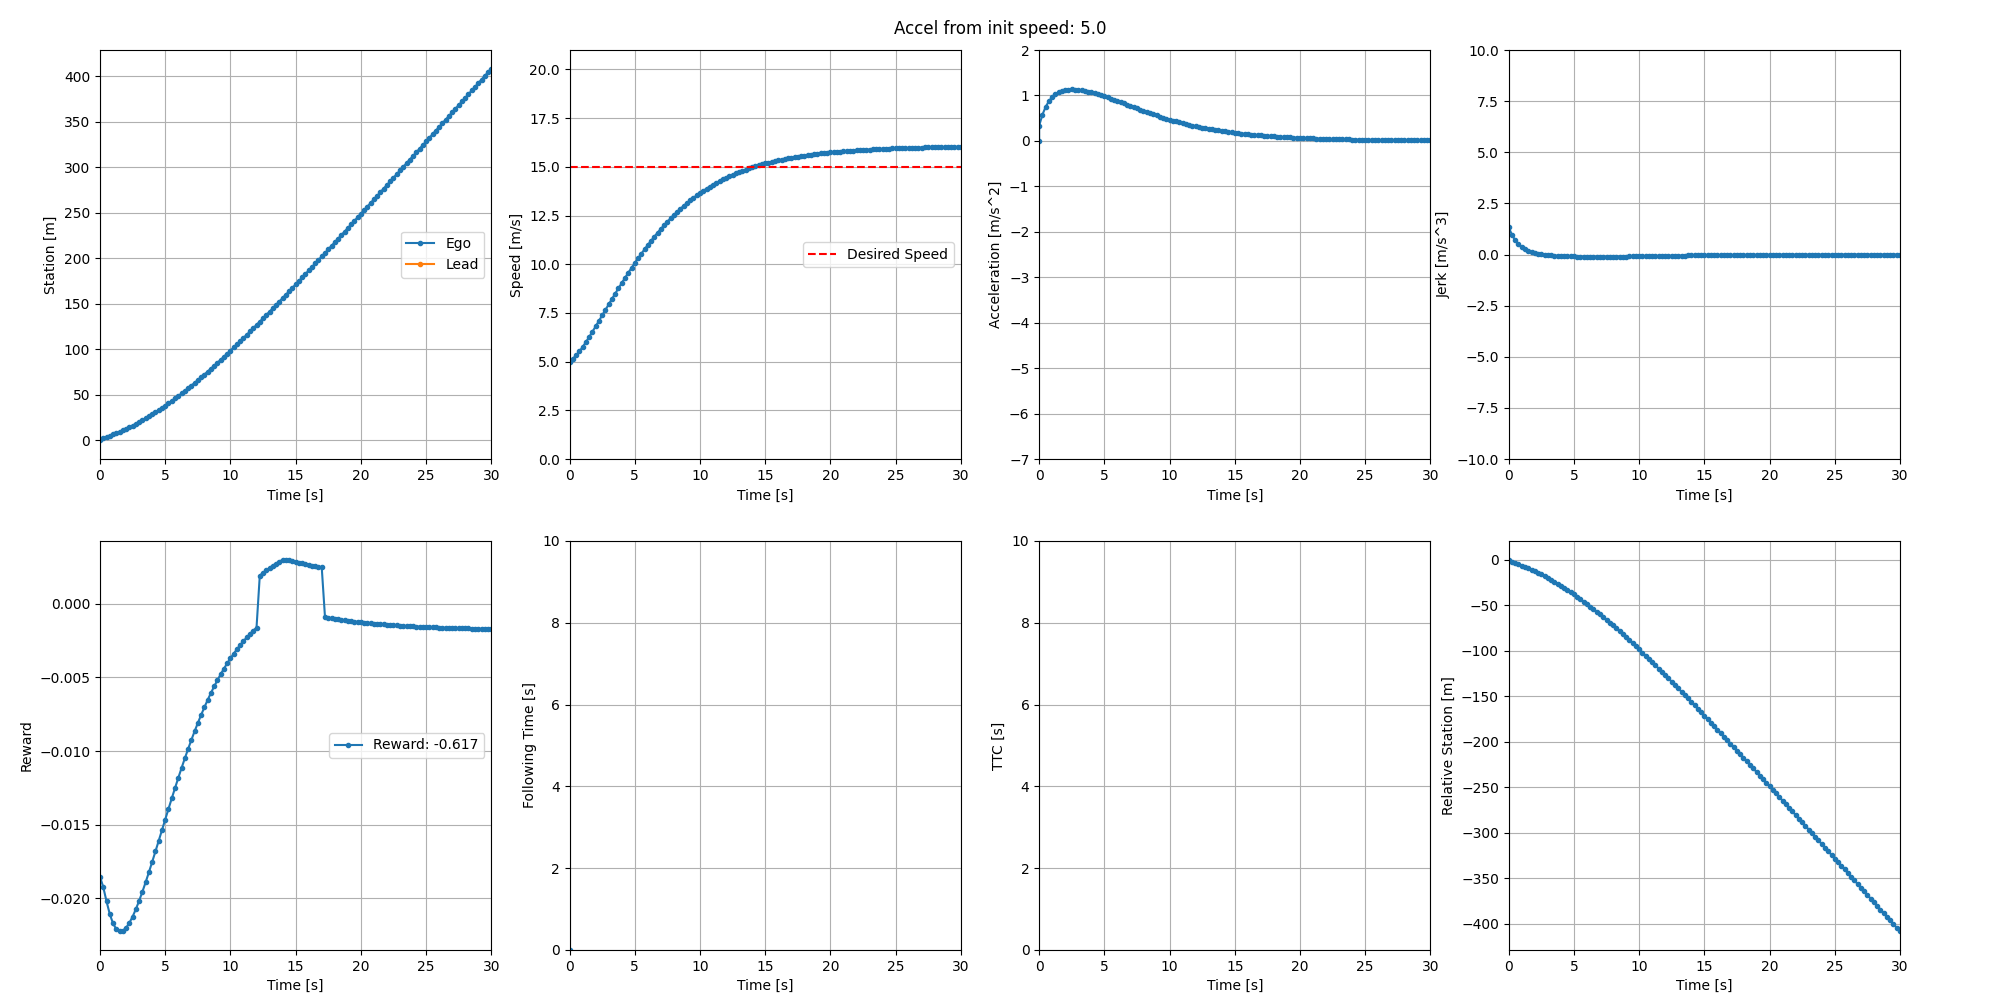 Accel from init speed: 5.0
Station [m]
400
350
300
250
200
150
100
50
0
Ego
Lead
0 5 10 15 20 25 30
Time [s]
Speed [m/s]
20.0
17.5
15.0
12.5
10.0
7.5
5.0
2.5
0.0
Desired Speed
0 5 10 15 20 25 30
Time [s]
Acceleration [m/s^2]
2
1
0
−1
−2
−3
−4
−5
−6
−7
0 5 10 15 20 25 30
Time [s]
Jerk [m/s^3]
10.0
7.5
5.0
2.5
0.0
−2.5
−5.0
−7.5
−10.0
0 5 10 15 20 25 30
Time [s]
Reward
0.000
−0.005
−0.010
−0.015
−0.020
Reward: -0.617
0 5 10 15 20 25 30
Time [s]
Following Time [s]
10
8
6
4
2
0
0 5 10 15 20 25 30
Time [s]
TTC [s]
10
8
6
4
2
0
0 5 10 15 20 25 30
Time [s]
Relative Station [m]
0
−50
−100
−150
−200
−250
−300
−350
−400
0 5 10 15 20 25 30
Time [s]